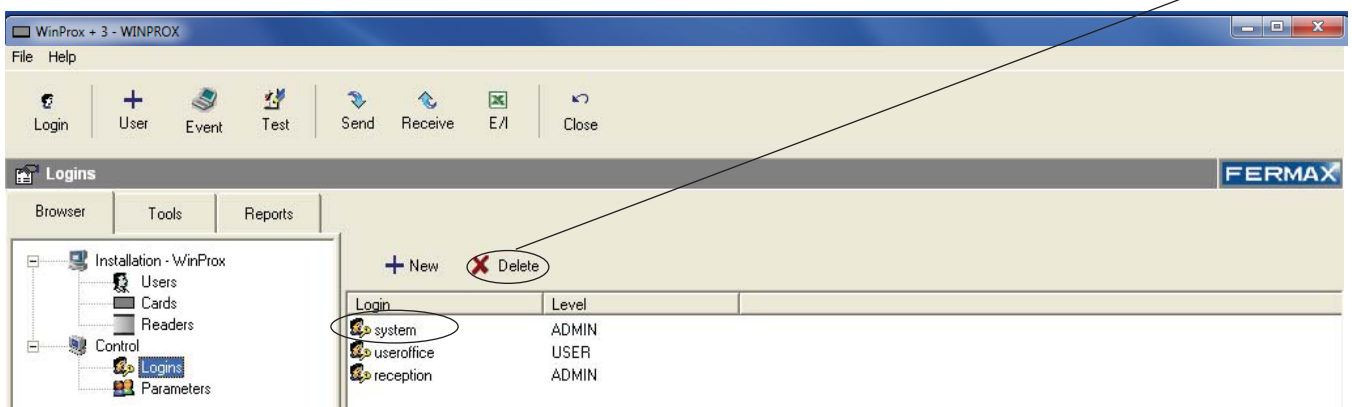 WinProx + 3 - WINPROX
File Help
Login User Event Test Send Receive E/I Close
Logins FERMAX
Browser Tools Reports
Installation - WinProx
Users
Cards
Readers
Control
Logins
Parameters
New Delete
Login Level
system ADMIN
useroffice USER
reception ADMIN